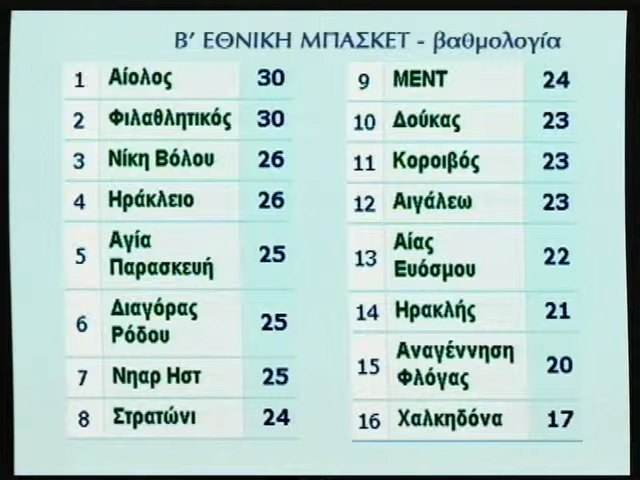 Β’ ΕΘΝΙΚΗ ΜΠΑΣΚΕΤ - βαθμολογία
1 Αίολος 30
2 Φιλαθλητικός 30
3 Νίκη Βόλου 26
4 Ηράκλειο 26
5 Αγία
Παρασκευή 25
6 Διαγόρας
Ρόδου 25
7 Νηαρ Ηστ 25
8 Στρατώνι 24
9 ΜΕΝΤ 24
10 Δούκας 23
11 Κοροιβός 23
12 Αιγάλεω 23
13 Αίας
Ευόσμου 22
14 Ηρακλής 21
15 Αναγέννηση
Φλόγας 20
16 Χαλκηδόνα 17